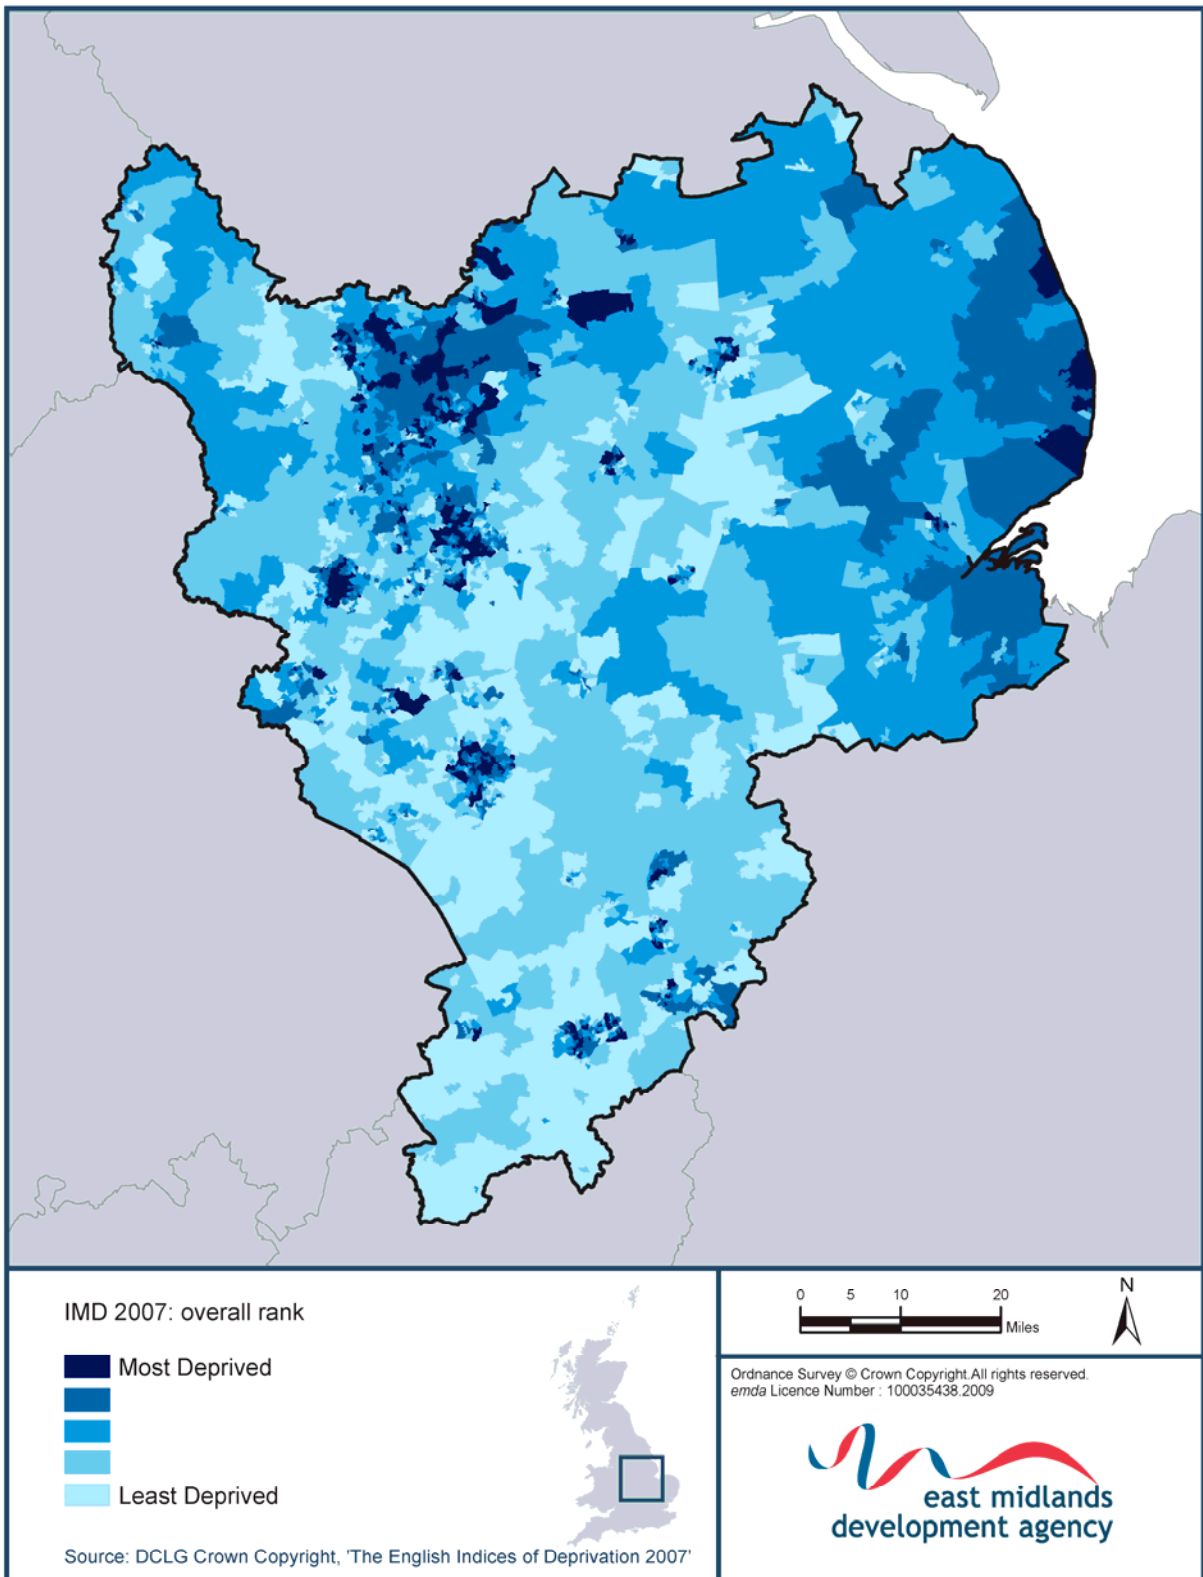 IMD 2007: overall rank
Most Deprived
Least Deprived
Source: DCLG Crown Copyright, 'The English Indices of Deprivation 2007'
0 5 10 20
Miles
N
Ordnance Survey © Crown Copyright.All rights reserved.
emda Licence Number : 100035438.2009
east midlands
development agency